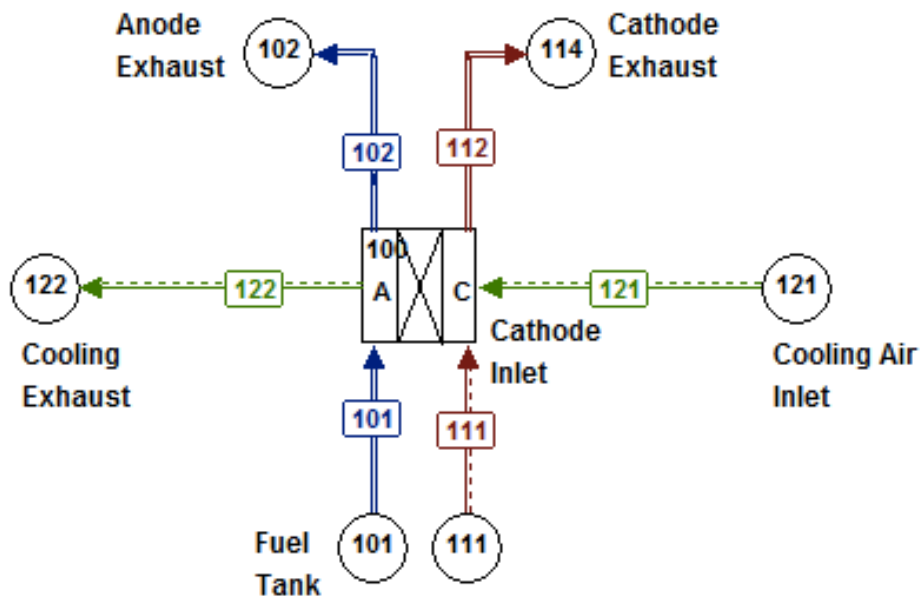 Anode
Exhaust
102
114
Cathode
Exhaust
102
112
100
A
C
122
122
121
121
Cooling
Exhaust
Cathode
Inlet
Cooling Air
Inlet
101
111
Fuel
Tank
101
111